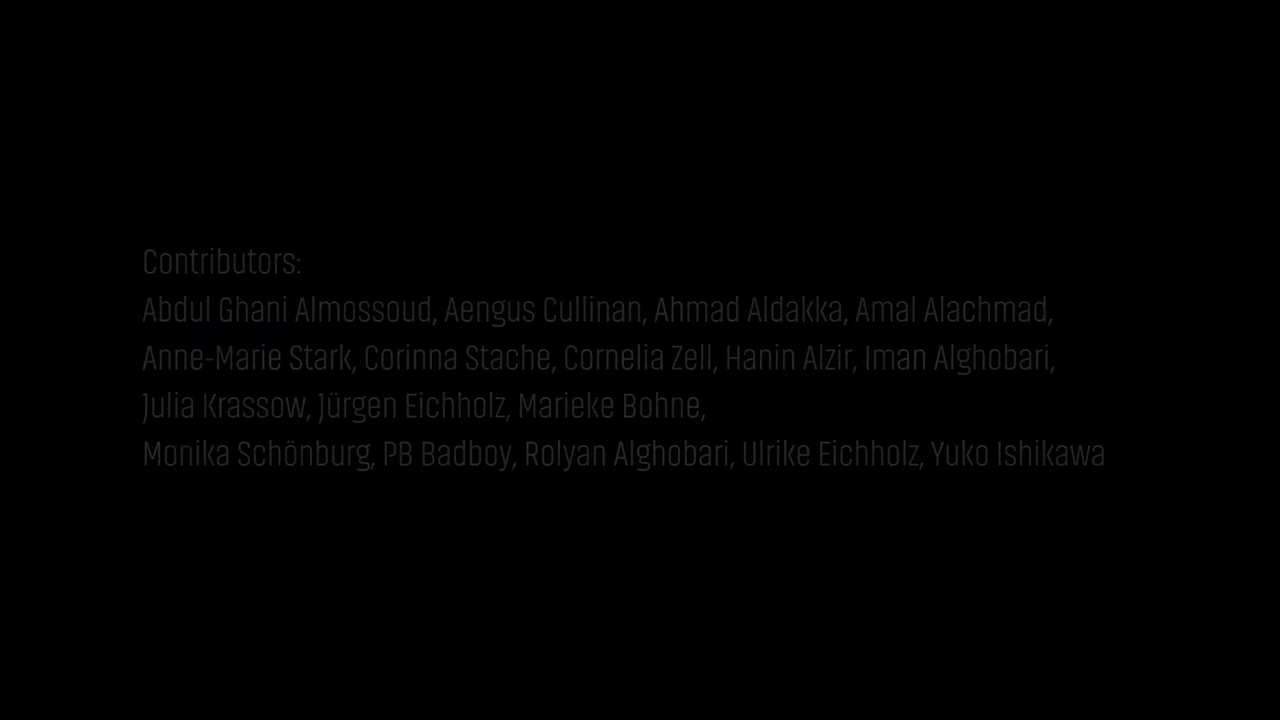 Contributors:
Abdul Ghani Almossoud, Aengus Cullinan, Ahmad Aldakka, Amal Alachmad,
Anne-Marie Stark, Corinna Stache, Cornelia Zell, Hanin Alzir, Iman Alghobari,
Julia Krassow, Jürgen Eichholz, Marieke Bohne,
Monika Schönburg, PB Badboy, Rolyan Alghobari, Ulrike Eichholz, Yuko Ishikawa